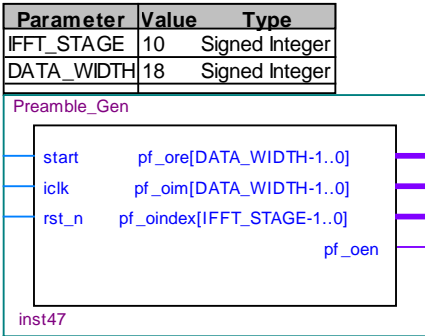 Parameter Value Type
IFFT_STAGE 10 Signed Integer
DATA_WIDTH 18 Signed Integer
Preamble_Gen
start pf_ore[DATA_WIDTH-1..0]
iclk pf_oim[DATA_WIDTH-1..0]
rst_n pf_oindex[IFFT_STAGE-1..0]
pf_oen
inst47